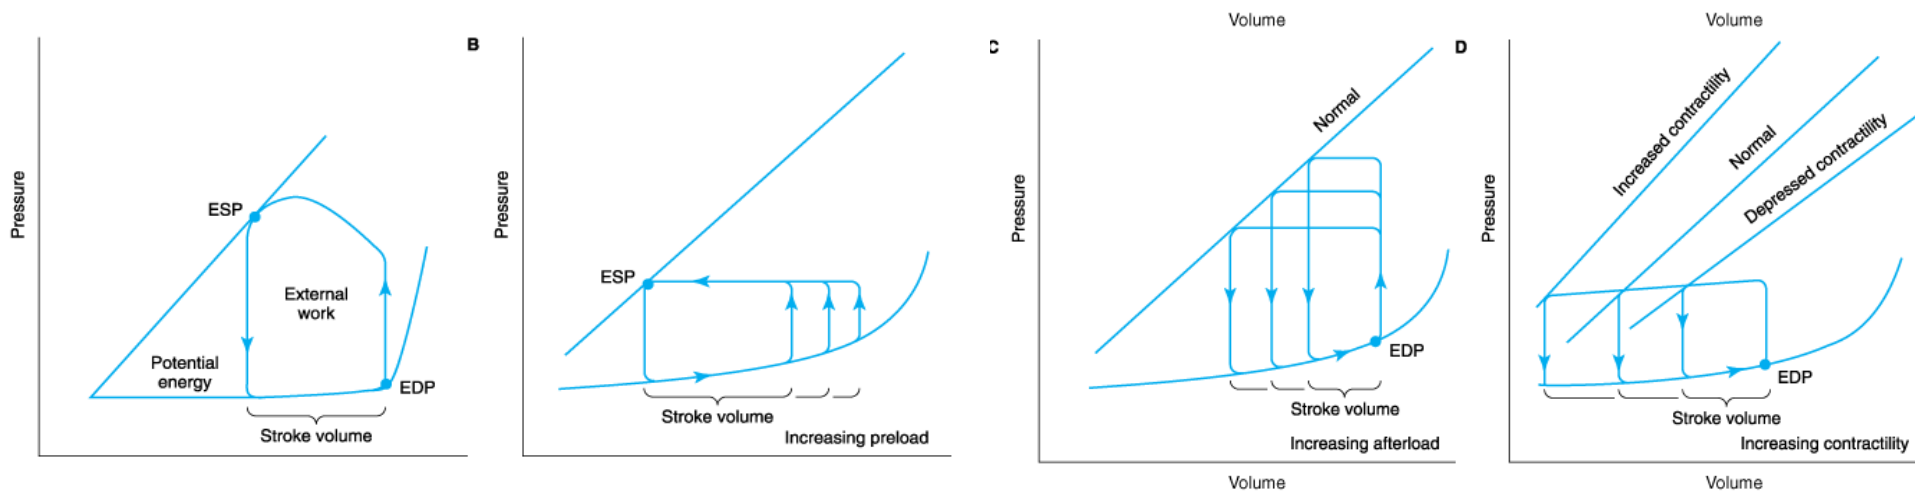 Pressure
ESP
External
work
Potential
energy
EDP
Stroke volume
B
Pressure
ESP
Stroke volume
Increasing preload
Volume
C
Pressure
Normal
EDP
Stroke volume
Increasing afterload
Volume
Volume
D
Pressure
Increased contractility
Normal
Depressed contractility
EDP
Stroke volume
Increasing contractility
Volume